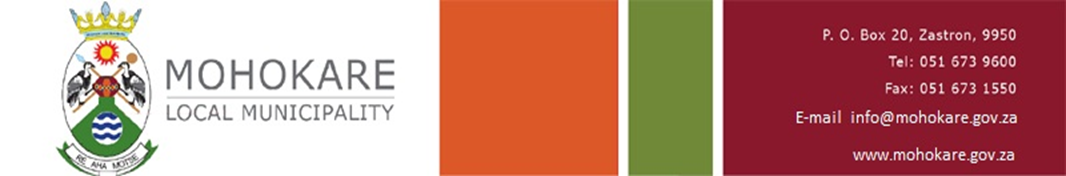 MOHOKARE
LOCAL MUNICIPALITY
RE AHA MOTSE
P. O. Box 20, Zastron, 9950
Tel: 051 673 9600
Fax: 051 673 1550
E-mail info@mohokare.gov.za
www.mohokare.gov.za